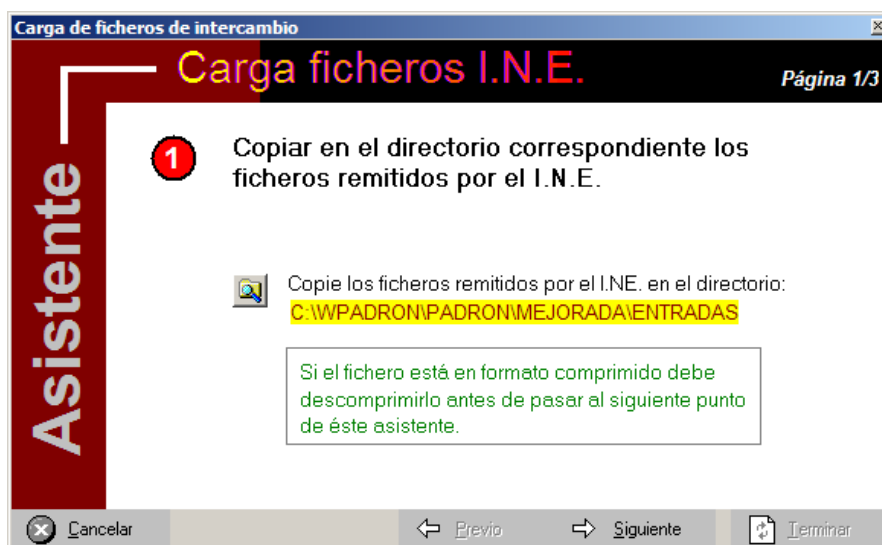 Carga de ficheros de intercambio
Carga ficheros I.N.E.
Página 1/3
Asistente
1
Copiar en el directorio correspondiente los
ficheros remitidos por el I.N.E.
Copie los ficheros remitidos por el I.NE. en el directorio:
C:\WPADRON\PADRON\MEJORADA\ENTRADAS
Si el fichero está en formato comprimido debe
descomprimirlo antes de pasar al siguiente punto
de éste asistente.
Cancelar
Previo
Siguiente
Terminar